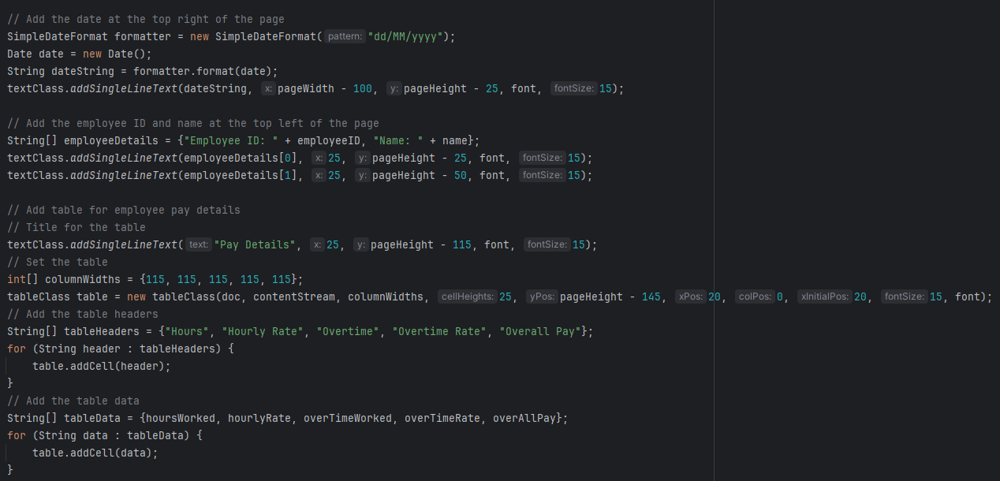 // Add the date at the top right of the page
SimpleDateFormat formatter = new SimpleDateFormat( pattern: "dd/MM/yyyy");
Date date = new Date();
String dateString = formatter.format(date);
textClass.addSingleLineText(dateString, x: pageWidth - 100, y: pageHeight - 25, font, fontSize: 15);
// Add the employee ID and name at the top left of the page
String[] employeeDetails = {"Employee ID: " + employeeID, "Name: " + name};
textClass.addSingleLineText(employeeDetails[0], x: 25, y: pageHeight - 25, font, fontSize: 15);
textClass.addSingleLineText(employeeDetails[1], x: 25, y: pageHeight - 50, font, fontSize: 15);
// Add table for employee pay details
// Title for the table
textClass.addSingleLineText( text: "Pay Details", x: 25, y: pageHeight - 115, font, fontSize: 15);
// Set the table
int[] columnWidths = {115, 115, 115, 115, 115};
tableClass table = new tableClass(doc, contentStream, columnWidths, cellHeights: 25, yPos: pageHeight - 145, xPos: 20, colPos: 0, xInitialPos: 20, fontSize: 15, font);
// Add the table headers
String[] tableHeaders = {"Hours", "Hourly Rate", "Overtime", "Overtime Rate", "Overall Pay"};
for (String header : tableHeaders) {
    table.addCell(header);
}
// Add the table data
String[] tableData = {hoursWorked, hourlyRate, overTimeWorked, overTimeRate, overAllPay};
for (String data : tableData) {
    table.addCell(data);
}